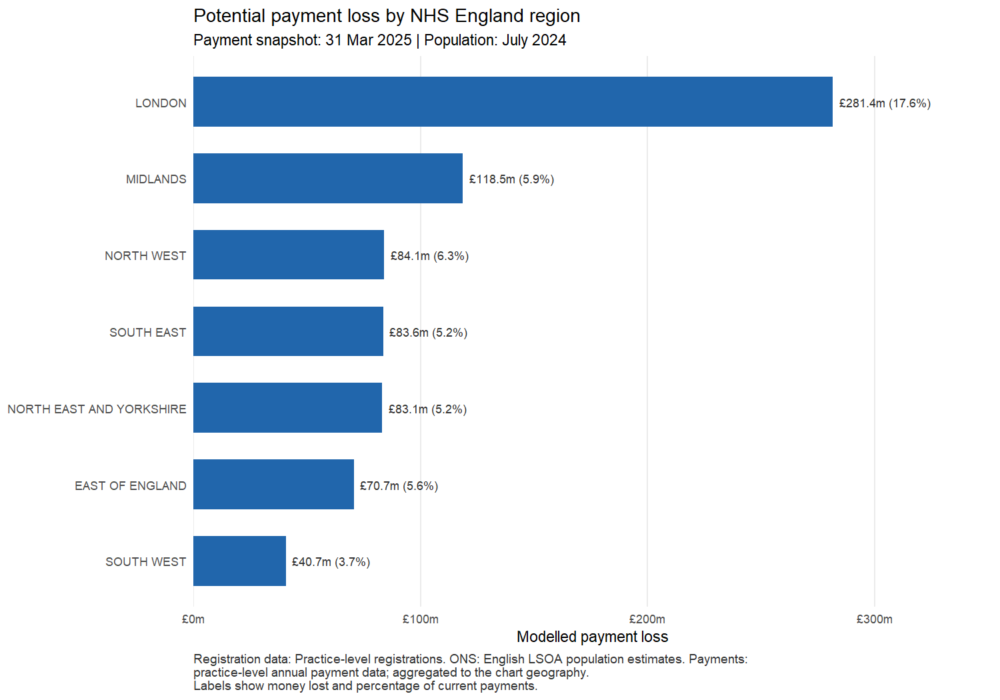 Potential payment loss by NHS England region
Payment snapshot: 31 Mar 2025 | Population: July 2024
LONDON
£281.4m (17.6%)
MIDLANDS
£118.5m (5.9%)
NORTH WEST
£84.1m (6.3%)
SOUTH EAST
£83.6m (5.2%)
NORTH EAST AND YORKSHIRE
£83.1m (5.2%)
EAST OF ENGLAND
£70.7m (5.6%)
SOUTH WEST
£40.7m (3.7%)
£0m
£100m
£200m
£300m
Modelled payment loss
Registration data: Practice-level registrations. ONS: English LSOA population estimates. Payments:
practice-level annual payment data; aggregated to the chart geography.
Labels show money lost and percentage of current payments.